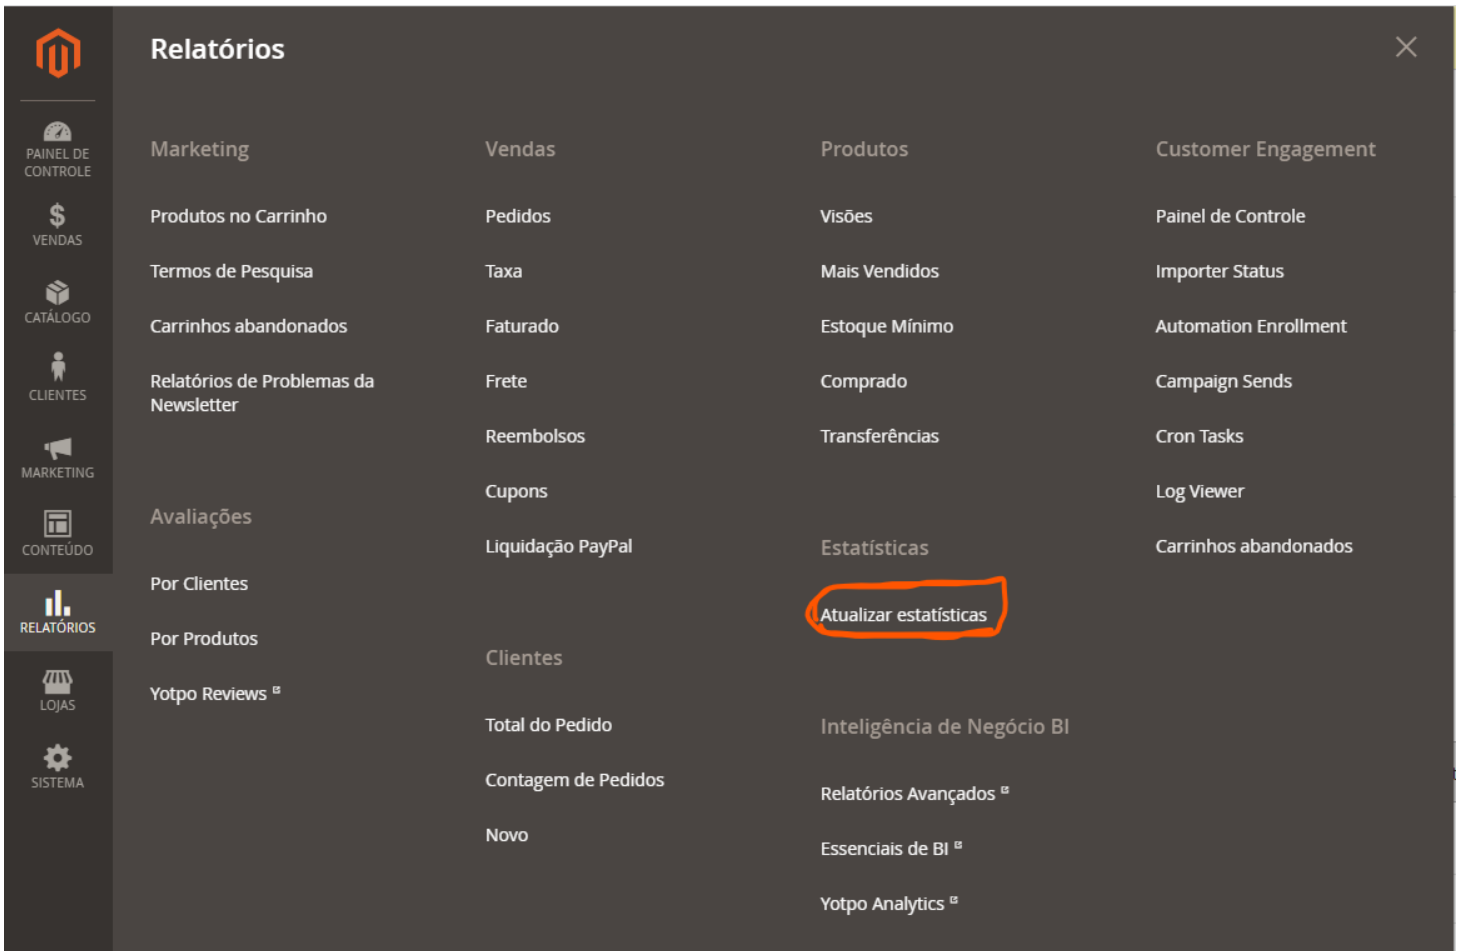 Relatórios
PAINEL DE
CONTROLE
VENDAS
CATÁLOGO
CLIENTES
MARKETING
CONTEÚDO
RELATÓRIOS
LOJAS
SISTEMA
Marketing
Produtos no Carrinho
Termos de Pesquisa
Carrinhos abandonados
Relatórios de Problemas da
Newsletter
Avaliações
Por Clientes
Por Produtos
Yotpo Reviews
Vendas
Pedidos
Taxa
Faturado
Frete
Reembolsos
Cupons
Liquidação PayPal
Clientes
Total do Pedido
Contagem de Pedidos
Novo
Produtos
Visões
Mais Vendidos
Estoque Mínimo
Comprado
Transferências
Estatísticas
Atualizar estatísticas
Inteligência de Negócio BI
Relatórios Avançados
Essenciais de BI
Yotpo Analytics
Customer Engagement
Painel de Controle
Importer Status
Automation Enrollment
Campaign Sends
Cron Tasks
Log Viewer
Carrinhos abandonados